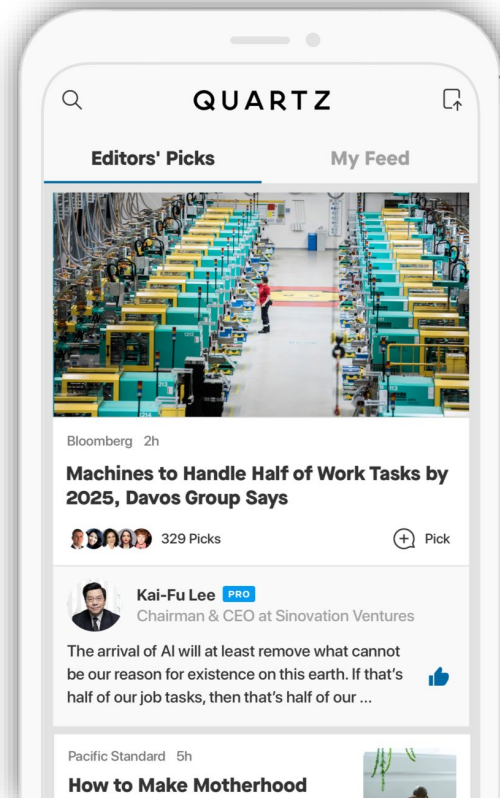 QUARTZ
Editors' Picks My Feed
Bloomberg 2h
Machines to Handle Half of Work Tasks by
2025, Davos Group Says
329 Picks Pick
Kai-Fu Lee PRO
Chairman & CEO at Sinovation Ventures
The arrival of AI will at least remove what cannot
be our reason for existence on this earth. If that's
half of our job tasks, then that's half of our ...
Pacific Standard 5h
How to Make Motherhood